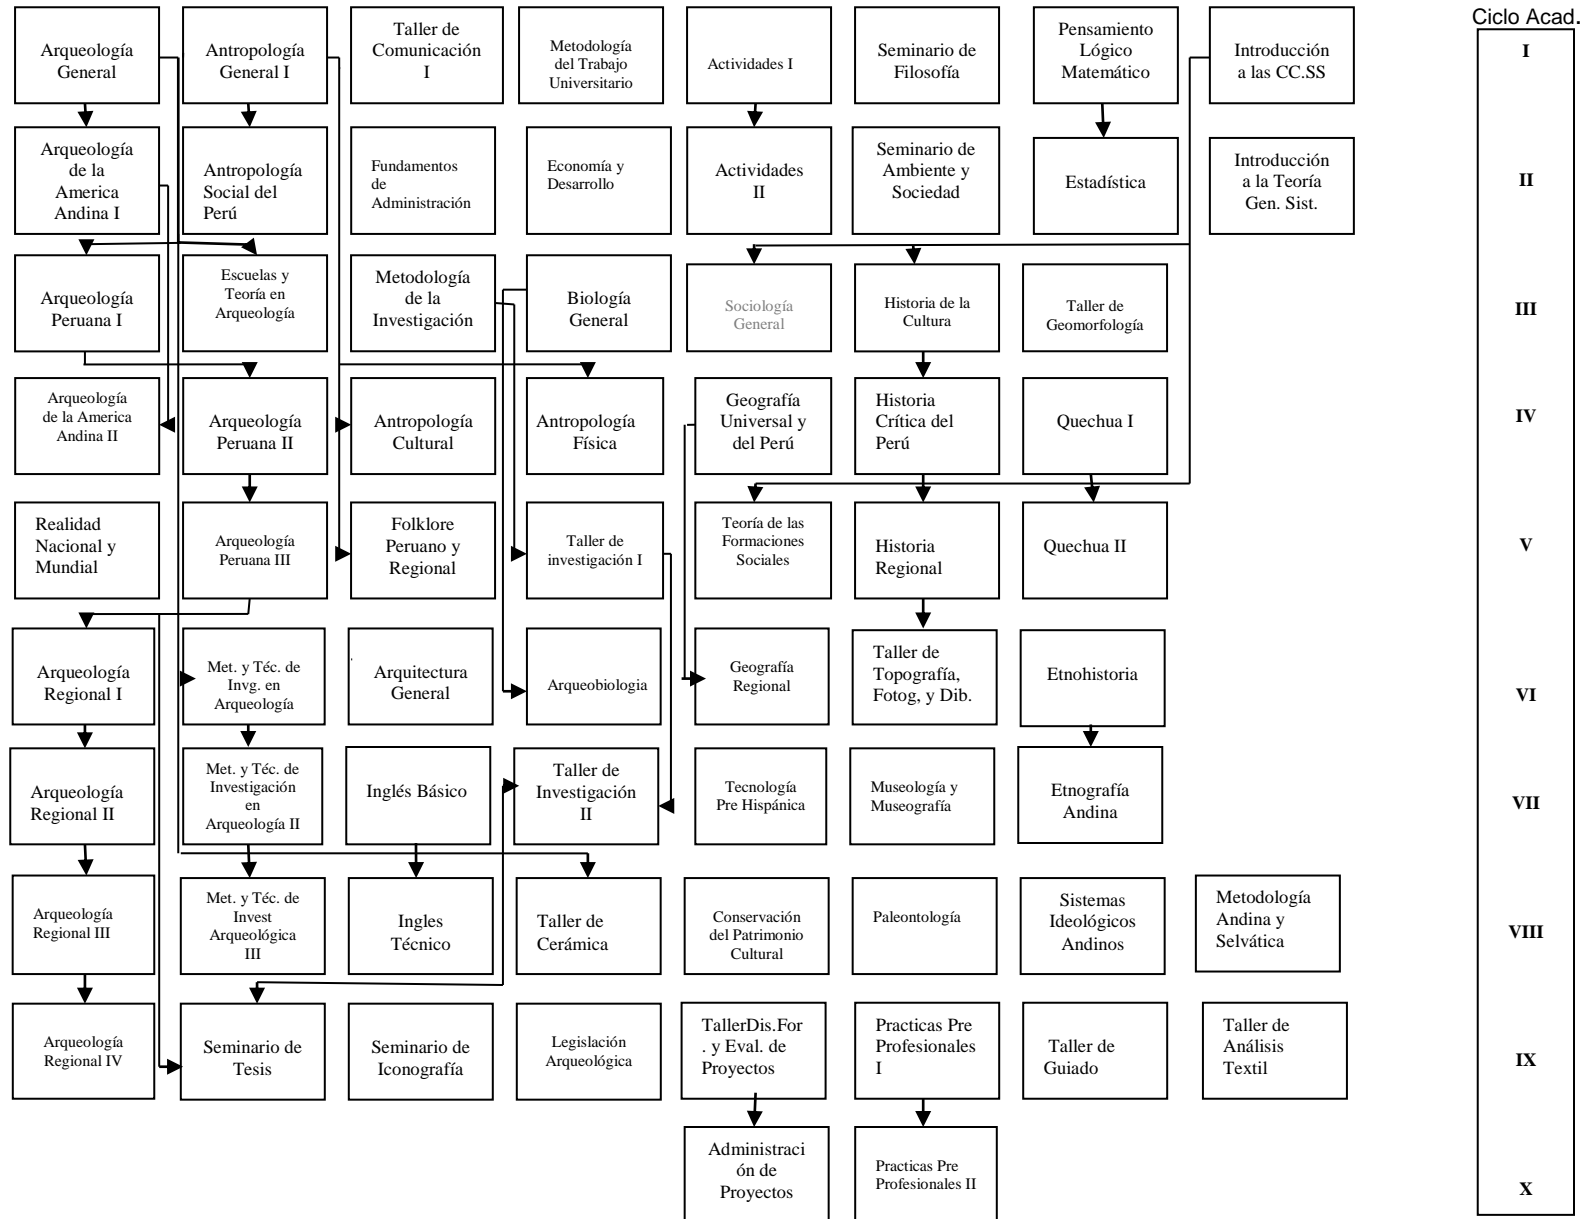 Ciclo Acad.
Arqueología
General
Antropología
General I
Taller de
Comunicación
I
Metodología
del Trabajo
Universitario
Actividades I
Seminario de
Filosofía
Pensamiento
Lógico
Matemático
Introducción
a las CC.SS
I
Arqueología
de la
America
Andina I
Antropología
Social del
Perú
Fundamentos
de
Administración
Economía y
Desarrollo
Actividades
II
Seminario de
Ambiente y
Sociedad
Estadística
Introducción
a la Teoría
Gen. Sist.
II
Arqueología
Peruana I
Escuelas y
Teoría en
Arqueología
Metodología
de la
Investigación
Biología
General
Sociología
General
Historia de la
Cultura
Taller de
Geomorfología
III
Arqueología
de la America
Andina II
Arqueología
Peruana II
Antropología
Cultural
Antropología
Física
Geografía
Universal y
del Perú
Historia
Crítica del
Perú
Quechua I
IV
Realidad
Nacional y
Mundial
Arqueología
Peruana III
Folklore
Peruano y
Regional
Taller de
investigación I
Teoría de las
Formaciones
Sociales
Historia
Regional
Quechua II
V
Arqueología
Regional I
Met. y Téc. de
Invg. en
Arqueología
Arquitectura
General
Arqueobiologia
Geografía
Regional
Taller de
Topografía,
Fotog, y Dib.
Etnohistoria
VI
Arqueología
Regional II
Met. y Téc. de
Investigación
en
Arqueología II
Inglés Básico
Taller de
Investigación
II
Tecnología
Pre Hispánica
Museología y
Museografía
Etnografía
Andina
VII
Arqueología
Regional III
Met. y Téc. de
Invest
Arqueológica
III
Ingles
Técnico
Taller de
Cerámica
Conservación
del Patrimonio
Cultural
Paleontología
Sistemas
Ideológicos
Andinos
Metodología
Andina y
Selvática
VIII
Arqueología
Regional IV
Seminario de
Tesis
Seminario de
Iconografía
Legislación
Arqueológica
TallerDis.For
. y Eval. de
Proyectos
Practicas Pre
Profesionales
I
Taller de
Guiado
Taller de
Análisis
Textil
IX
Administraci
ón de
Proyectos
Practicas Pre
Profesionales II
X